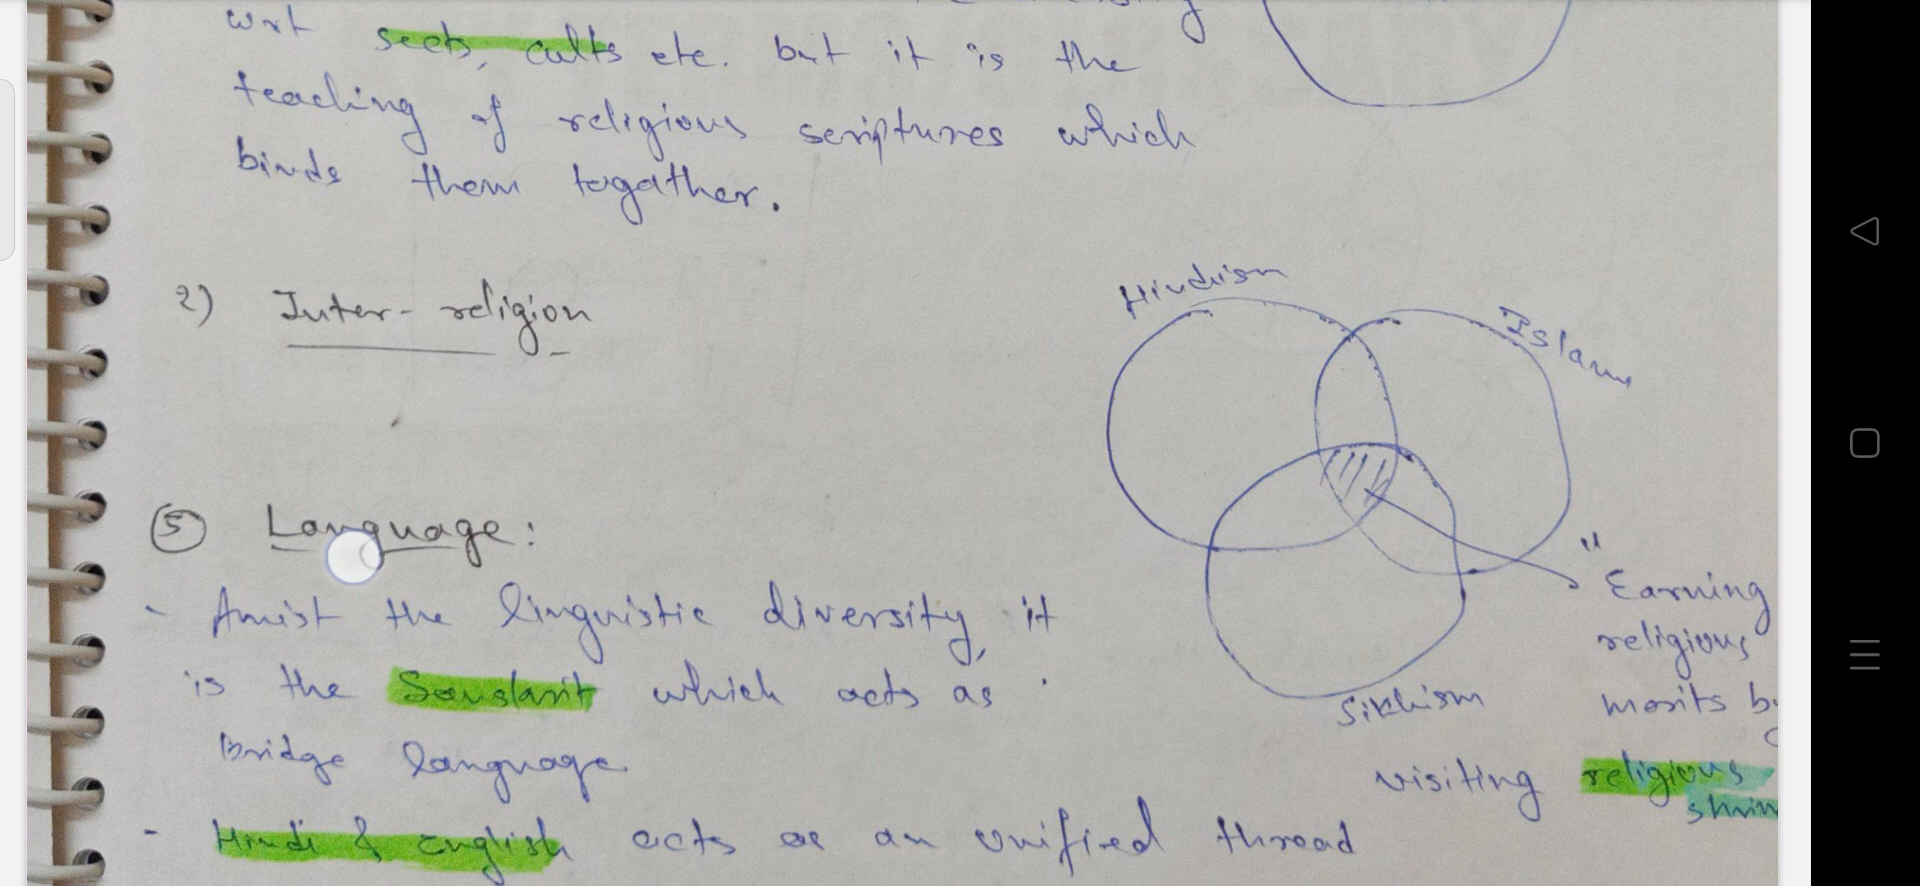 wrt sects, cults etc. but it is the
teaching of religious scriptures which
binds them togather.
2) Inter-religion
Hinduism
Islam
Sikhism
"Earning
religious
merits by
visiting religious
shrin
⑤ Language:
- Amist the linguistic diversity, it
is the Sanskrit which acts as
Bridge language
- Hindi & English acts as an unified thread